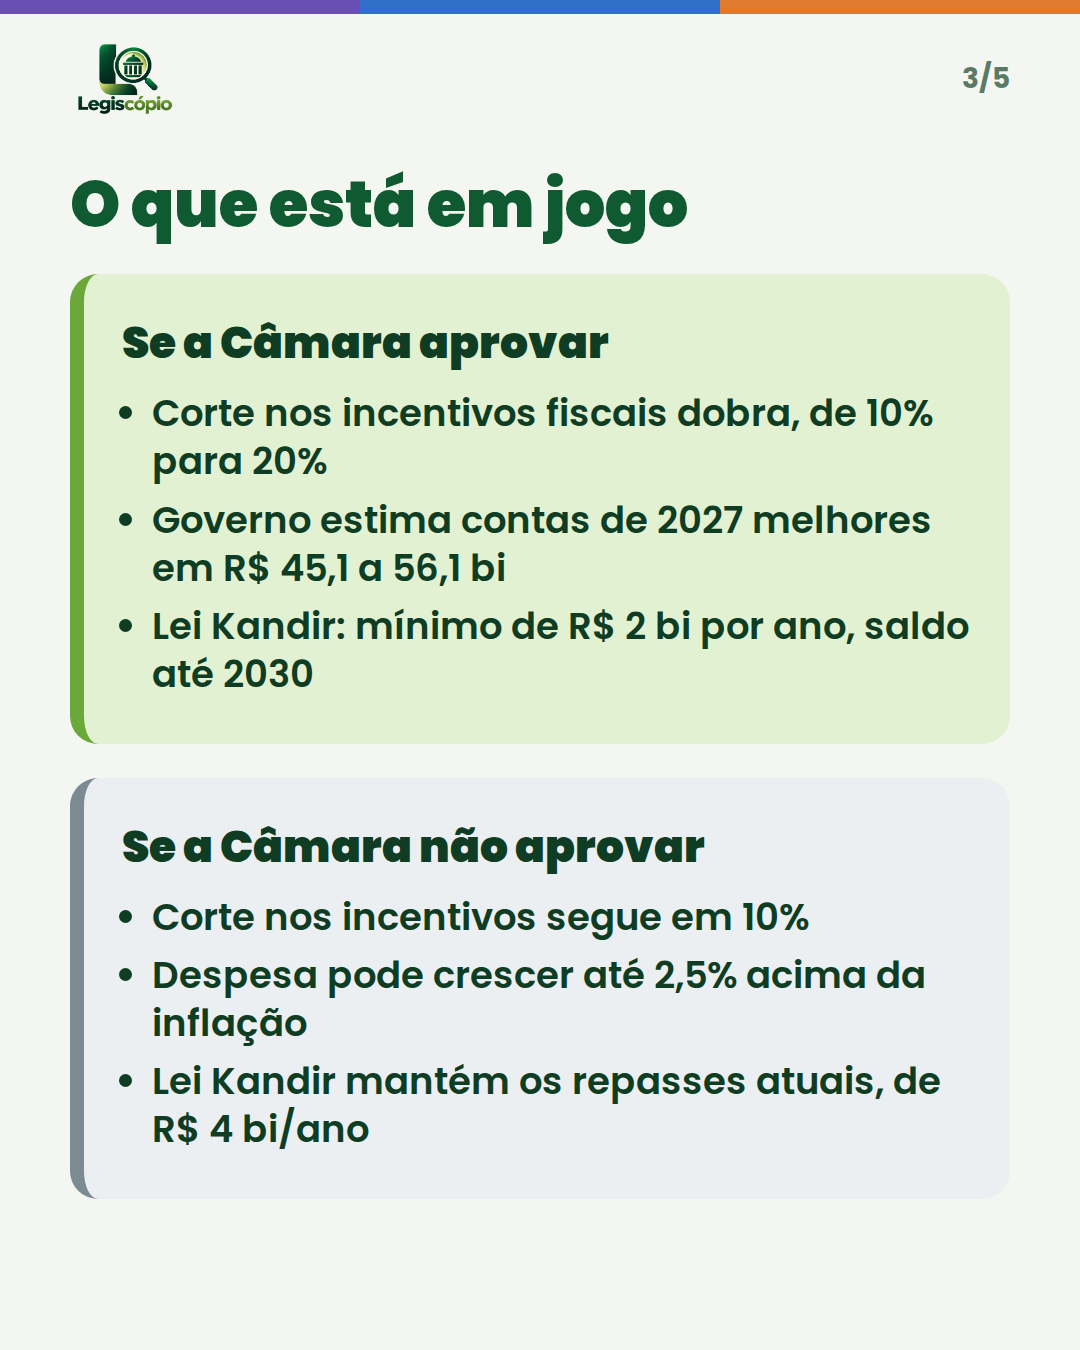 Legiscópio
3/5
O que está em jogo
Se a Câmara aprovar
• Corte nos incentivos fiscais dobra, de 10%
para 20%
• Governo estima contas de 2027 melhores
em R$ 45,1 a 56,1 bi
• Lei Kandir: mínimo de R$ 2 bi por ano, saldo
até 2030
Se a Câmara não aprovar
• Corte nos incentivos segue em 10%
• Despesa pode crescer até 2,5% acima da
inflação
• Lei Kandir mantém os repasses atuais, de
R$ 4 bi/ano